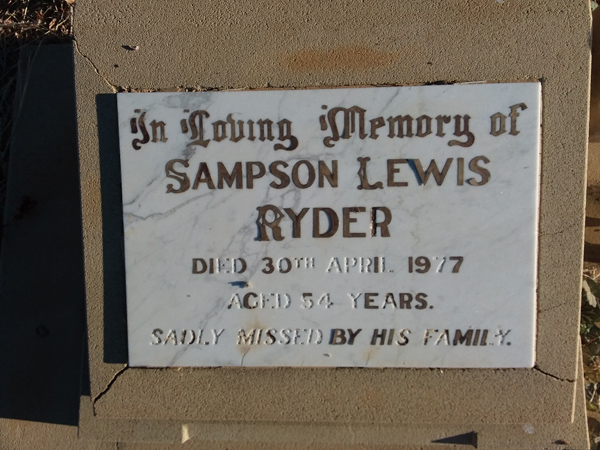 In Loving Memory of
SAMPSON LEWIS
RYDER
DIED 30TH APRIL 1977
AGED 54 YEARS.
SADLY MISSED BY HIS FAMILY.